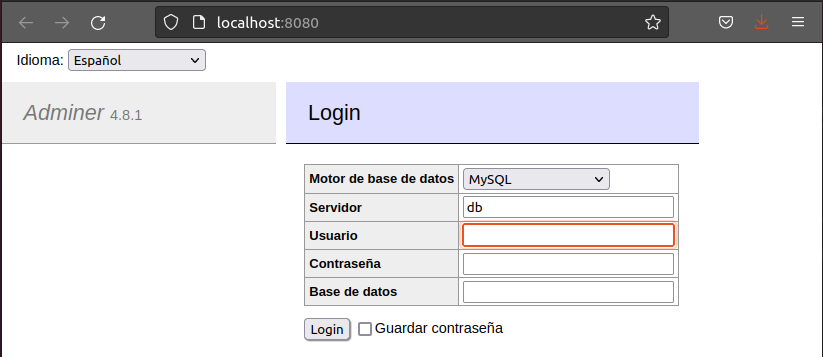 localhost:8080
Idioma: Español
Adminer 4.8.1
Login
Motor de base de datos MySQL
Servidor db
Usuario
Contraseña
Base de datos
Login Guardar contraseña